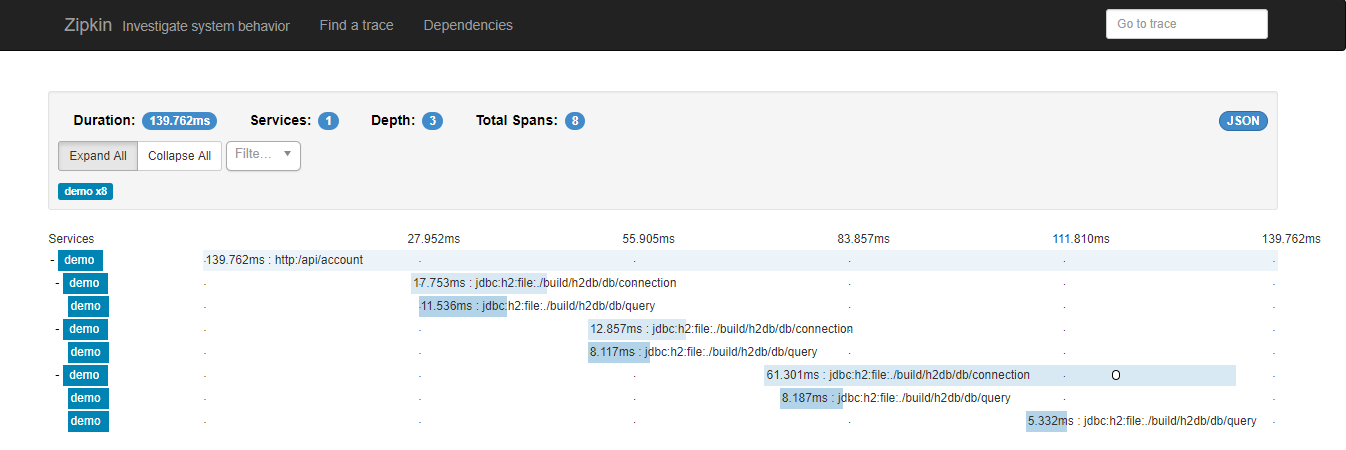 Zipkin Investigate system behavior Find a trace Dependencies Go to trace
Duration: 139.762ms Services: 1 Depth: 3 Total Spans: 8 JSON
Expand All Collapse All Filte...
demo x8
Services 27.952ms 55.905ms 83.857ms 111.810ms 139.762ms
- demo 139.762ms : http:/api/account
- demo 17.753ms : jdbc:h2:file:./build/h2db/db/connection
demo 11.536ms : jdbc:h2:file:./build/h2db/db/query
- demo 12.857ms : jdbc:h2:file:./build/h2db/db/connection
demo 8.117ms : jdbc:h2:file:./build/h2db/db/query
- demo 61.301ms : jdbc:h2:file:./build/h2db/db/connection O
demo 8.187ms : jdbc:h2:file:./build/h2db/db/query
demo 5.332ms : jdbc:h2:file:./build/h2db/db/query